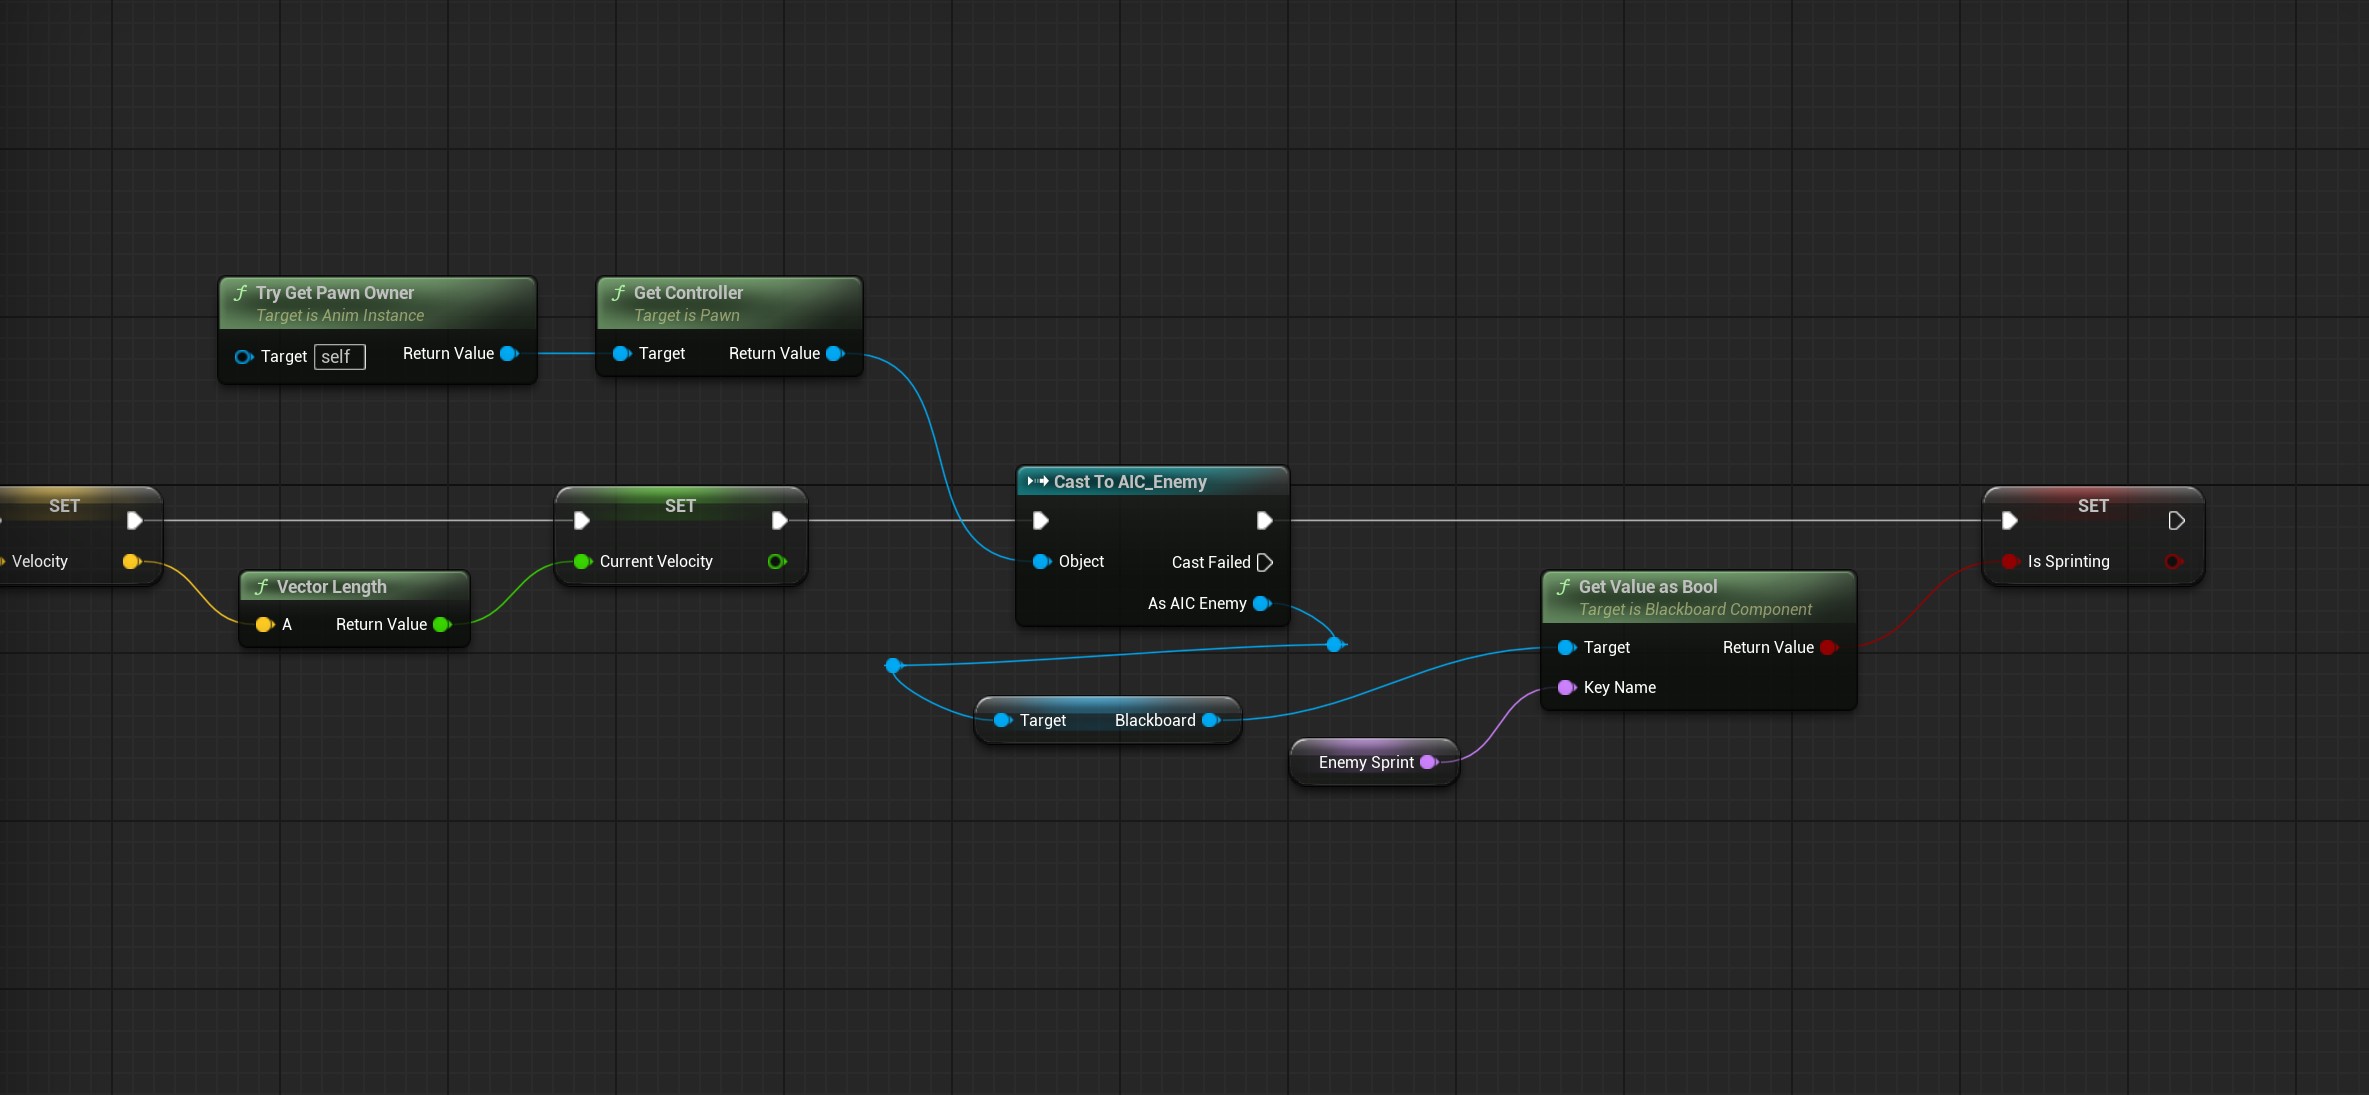 Try Get Pawn Owner
Target is Anim Instance
Target self
Return Value
Get Controller
Target is Pawn
Target
Return Value
SET
Velocity
Vector Length
A
Return Value
SET
Current Velocity
Cast To AIC_Enemy
Object
Cast Failed
As AIC Enemy
Target
Blackboard
Enemy Sprint
Get Value as Bool
Target is Blackboard Component
Target
Return Value
Key Name
SET
Is Sprinting